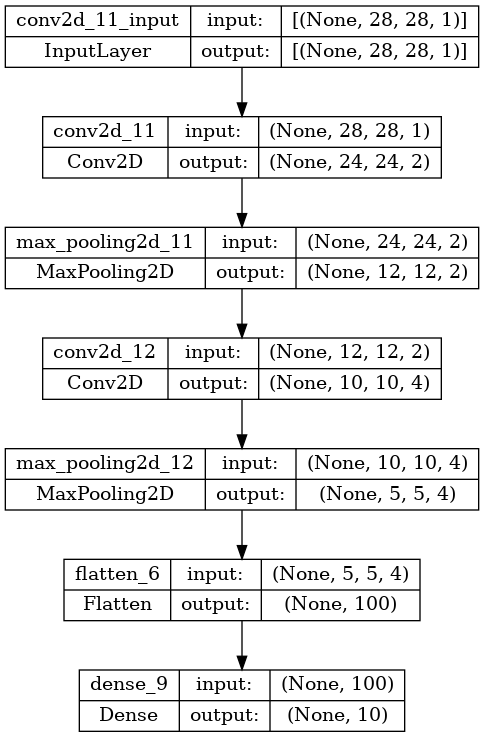 conv2d_11_input input: [(None, 28, 28, 1)]
InputLayer output: [(None, 28, 28, 1)]
conv2d_11 input: (None, 28, 28, 1)
Conv2D output: (None, 24, 24, 2)
max_pooling2d_11 input: (None, 24, 24, 2)
MaxPooling2D output: (None, 12, 12, 2)
conv2d_12 input: (None, 12, 12, 2)
Conv2D output: (None, 10, 10, 4)
max_pooling2d_12 input: (None, 10, 10, 4)
MaxPooling2D output: (None, 5, 5, 4)
flatten_6 input: (None, 5, 5, 4)
Flatten output: (None, 100)
dense_9 input: (None, 100)
Dense output: (None, 10)